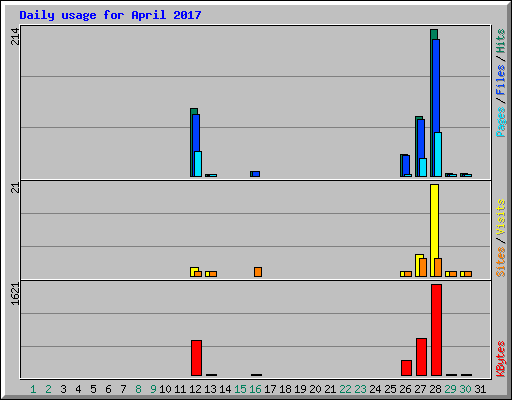 Daily usage for April 2017
214
Pages / Files / Hits
21
Sites / Visits
1621
KBytes
1 2 3 4 5 6 7 8 9 10 11 12 13 14 15 16 17 18 19 20 21 22 23 24 25 26 27 28 29 30 31